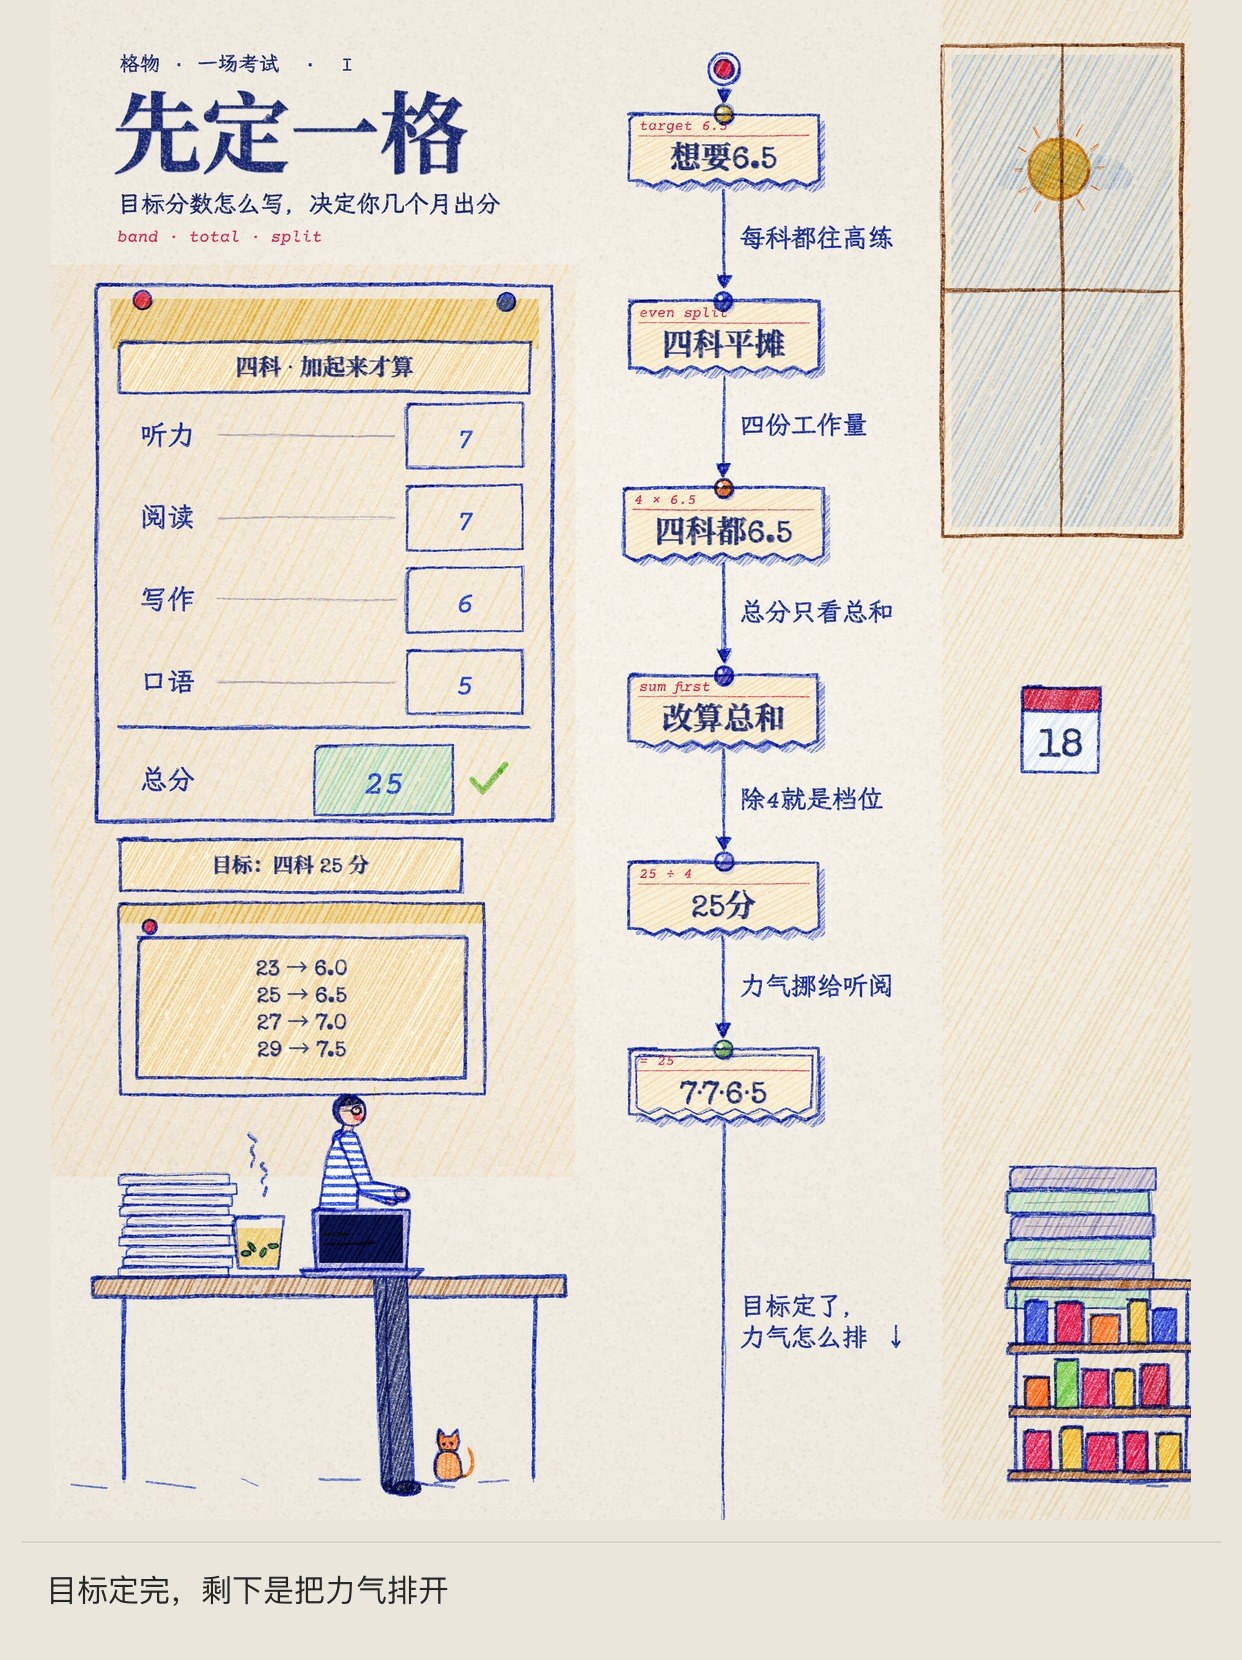 格物 · 一场考试 · I
先定一格
目标分数怎么写，决定你几个月出分
band · total · split
四科 · 加起来才算
听力 7
阅读 7
写作 6
口语 5
总分 25
目标：四科 25 分
23 → 6.0
25 → 6.5
27 → 7.0
29 → 7.5
target 6.5
想要6.5
每科都往高练
even split
四科平摊
四份工作量
4 × 6.5
四科都6.5
总分只看总和
sum first
改算总和
除4就是档位
25 ÷ 4
25分
力气挪给听阅
= 25
7·7·6·5
目标定了，
力气怎么排 ↓
18
目标定完，剩下是把力气排开